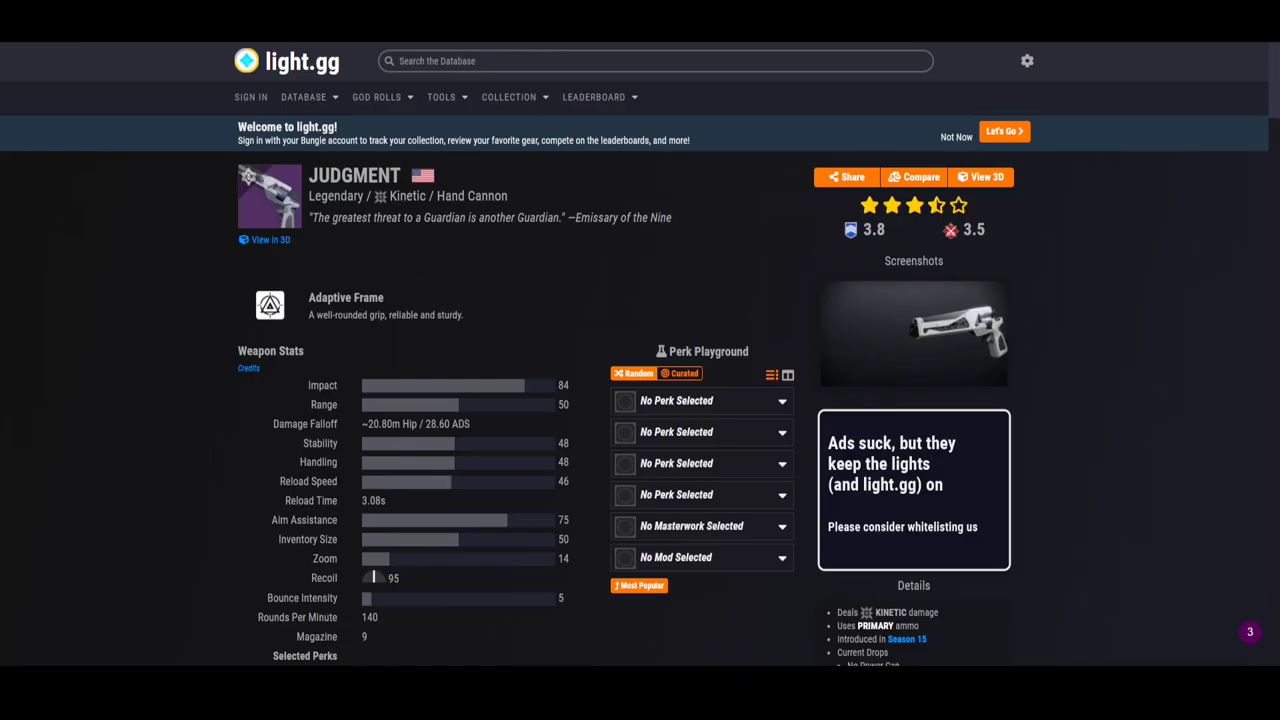 light.gg
Search the Database
SIGN IN DATABASE GOD ROLLS TOOLS COLLECTION LEADERBOARD
Welcome to light.gg!
Sign in with your Bungie account to track your collection, review your favorite gear, compete on the leaderboards, and more!
Not Now
Let's Go
JUDGMENT
Legendary / Kinetic / Hand Cannon
"The greatest threat to a Guardian is another Guardian." —Emissary of the Nine
View in 3D
Share Compare View 3D
3.8 3.5
Screenshots
Adaptive Frame
A well-rounded grip, reliable and sturdy.
Weapon Stats
Credits
Impact 84
Range 50
Damage Falloff ~20.80m Hip / 28.60 ADS
Stability 48
Handling 48
Reload Speed 46
Reload Time 3.08s
Aim Assistance 75
Inventory Size 50
Zoom 14
Recoil 95
Bounce Intensity 5
Rounds Per Minute 140
Magazine 9
Selected Perks
Perk Playground
Random Curated
No Perk Selected
No Perk Selected
No Perk Selected
No Perk Selected
No Masterwork Selected
No Mod Selected
Most Popular
Ads suck, but they
keep the lights
(and light.gg) on
Please consider whitelisting us
Details
Deals KINETIC damage
Uses PRIMARY ammo
Introduced in Season 15
Current Drops
No Power Cap
3